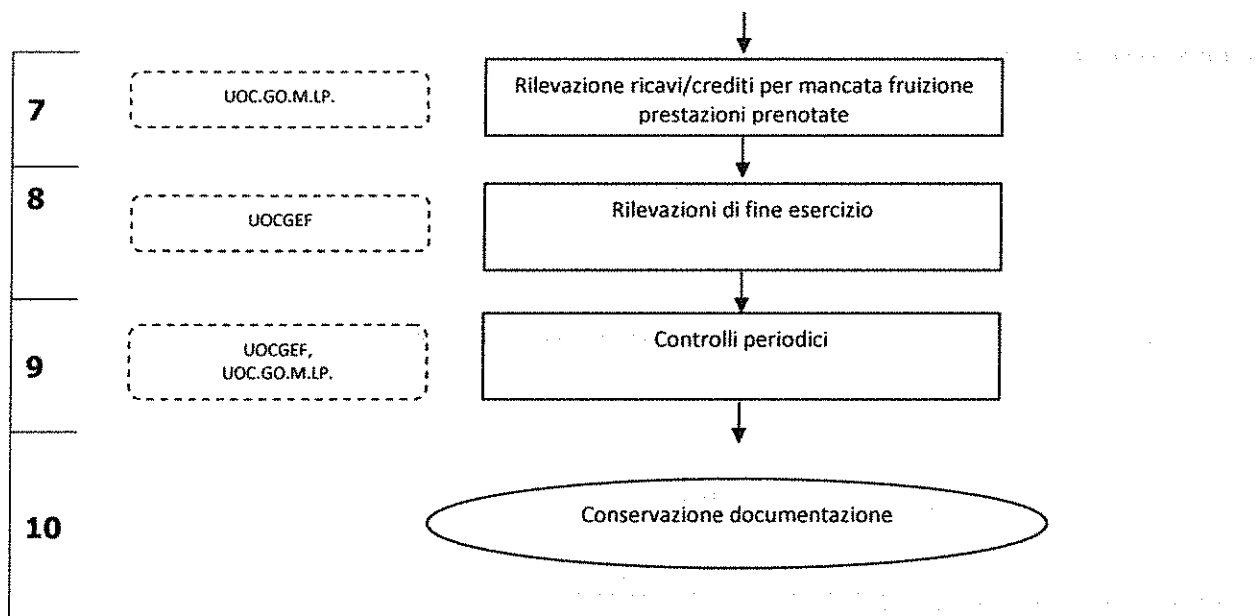 7
UOC.GO.M.LP.
Rilevazione ricavi/crediti per mancata fruizione
prestazioni prenotate
8
UOCGEF
Rilevazioni di fine esercizio
9
UOCGEF,
UOC.GO.M.LP.
Controlli periodici
10
Conservazione documentazione